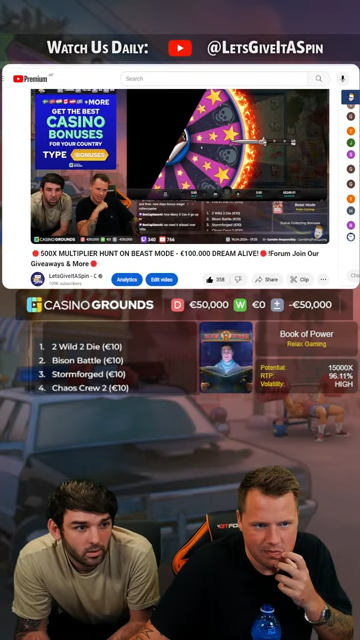 WATCH US DAILY:
@LETSGIVEITASPIN
Premium
Search
+MORE
GET THE BEST
CASINO
BONUSES
FOR YOUR COUNTRY
TYPE !BONUSES
500X MULTIPLIER HUNT ON BEAST MODE - €100.000 DREAM ALIVE! !Forum Join Our
Giveaways & More
LetsGiveItASpin - C
Analytics
Edit video
358
Share
Clip
CASINO GROUNDS
D €50,000 W €0 -€50,000
1. 2 Wild 2 Die (€10)
2. Bison Battle (€10)
3. Stormforged (€10)
4. Chaos Crew 2 (€10)
Book of Power
Relax Gaming
Potential: 15000X
RTP: 96.11%
Volatility: HIGH